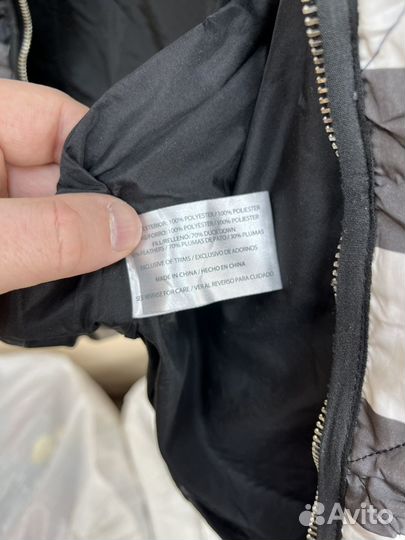 EXTERIOR: 100% POLYESTER / 100% POLIESTER
FORRO: 100% POLYESTER / 100% POLIESTER
FILL/RELLENO: 70% DUCKDOWN
FEATHERS / 70% PLUMAS DE PATO / 30% PLUMAS
EXCLUSIVE OF TRIMS / EXCLUSIVO DE ADORNOS
MADE IN CHINA / HECHO EN CHINA
SEE REVERSE FOR CARE / VER AL REVERSO PARA CUIDADO
Avito